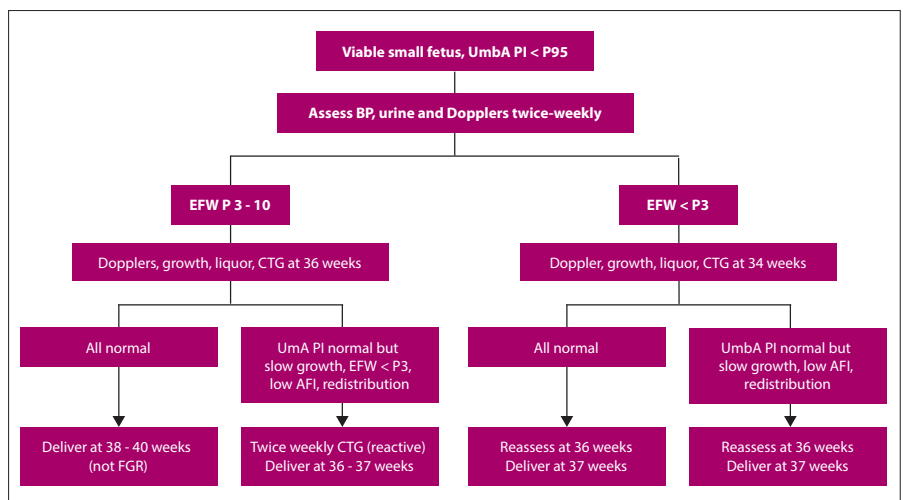 Viable small fetus, UmbA PI < P95
Assess BP, urine and Dopplers twice-weekly
EFW P 3 - 10
EFW < P3
Dopplers, growth, liquor, CTG at 36 weeks
Doppler, growth, liquor, CTG at 34 weeks
All normal
UmA PI normal but
slow growth, EFW < P3,
low AFI, redistribution
All normal
UmbA PI normal but
slow growth, low AFI,
redistribution
Deliver at 38 - 40 weeks
(not FGR)
Twice weekly CTG (reactive)
Deliver at 36 - 37 weeks
Reassess at 36 weeks
Deliver at 37 weeks
Reassess at 36 weeks
Deliver at 37 weeks